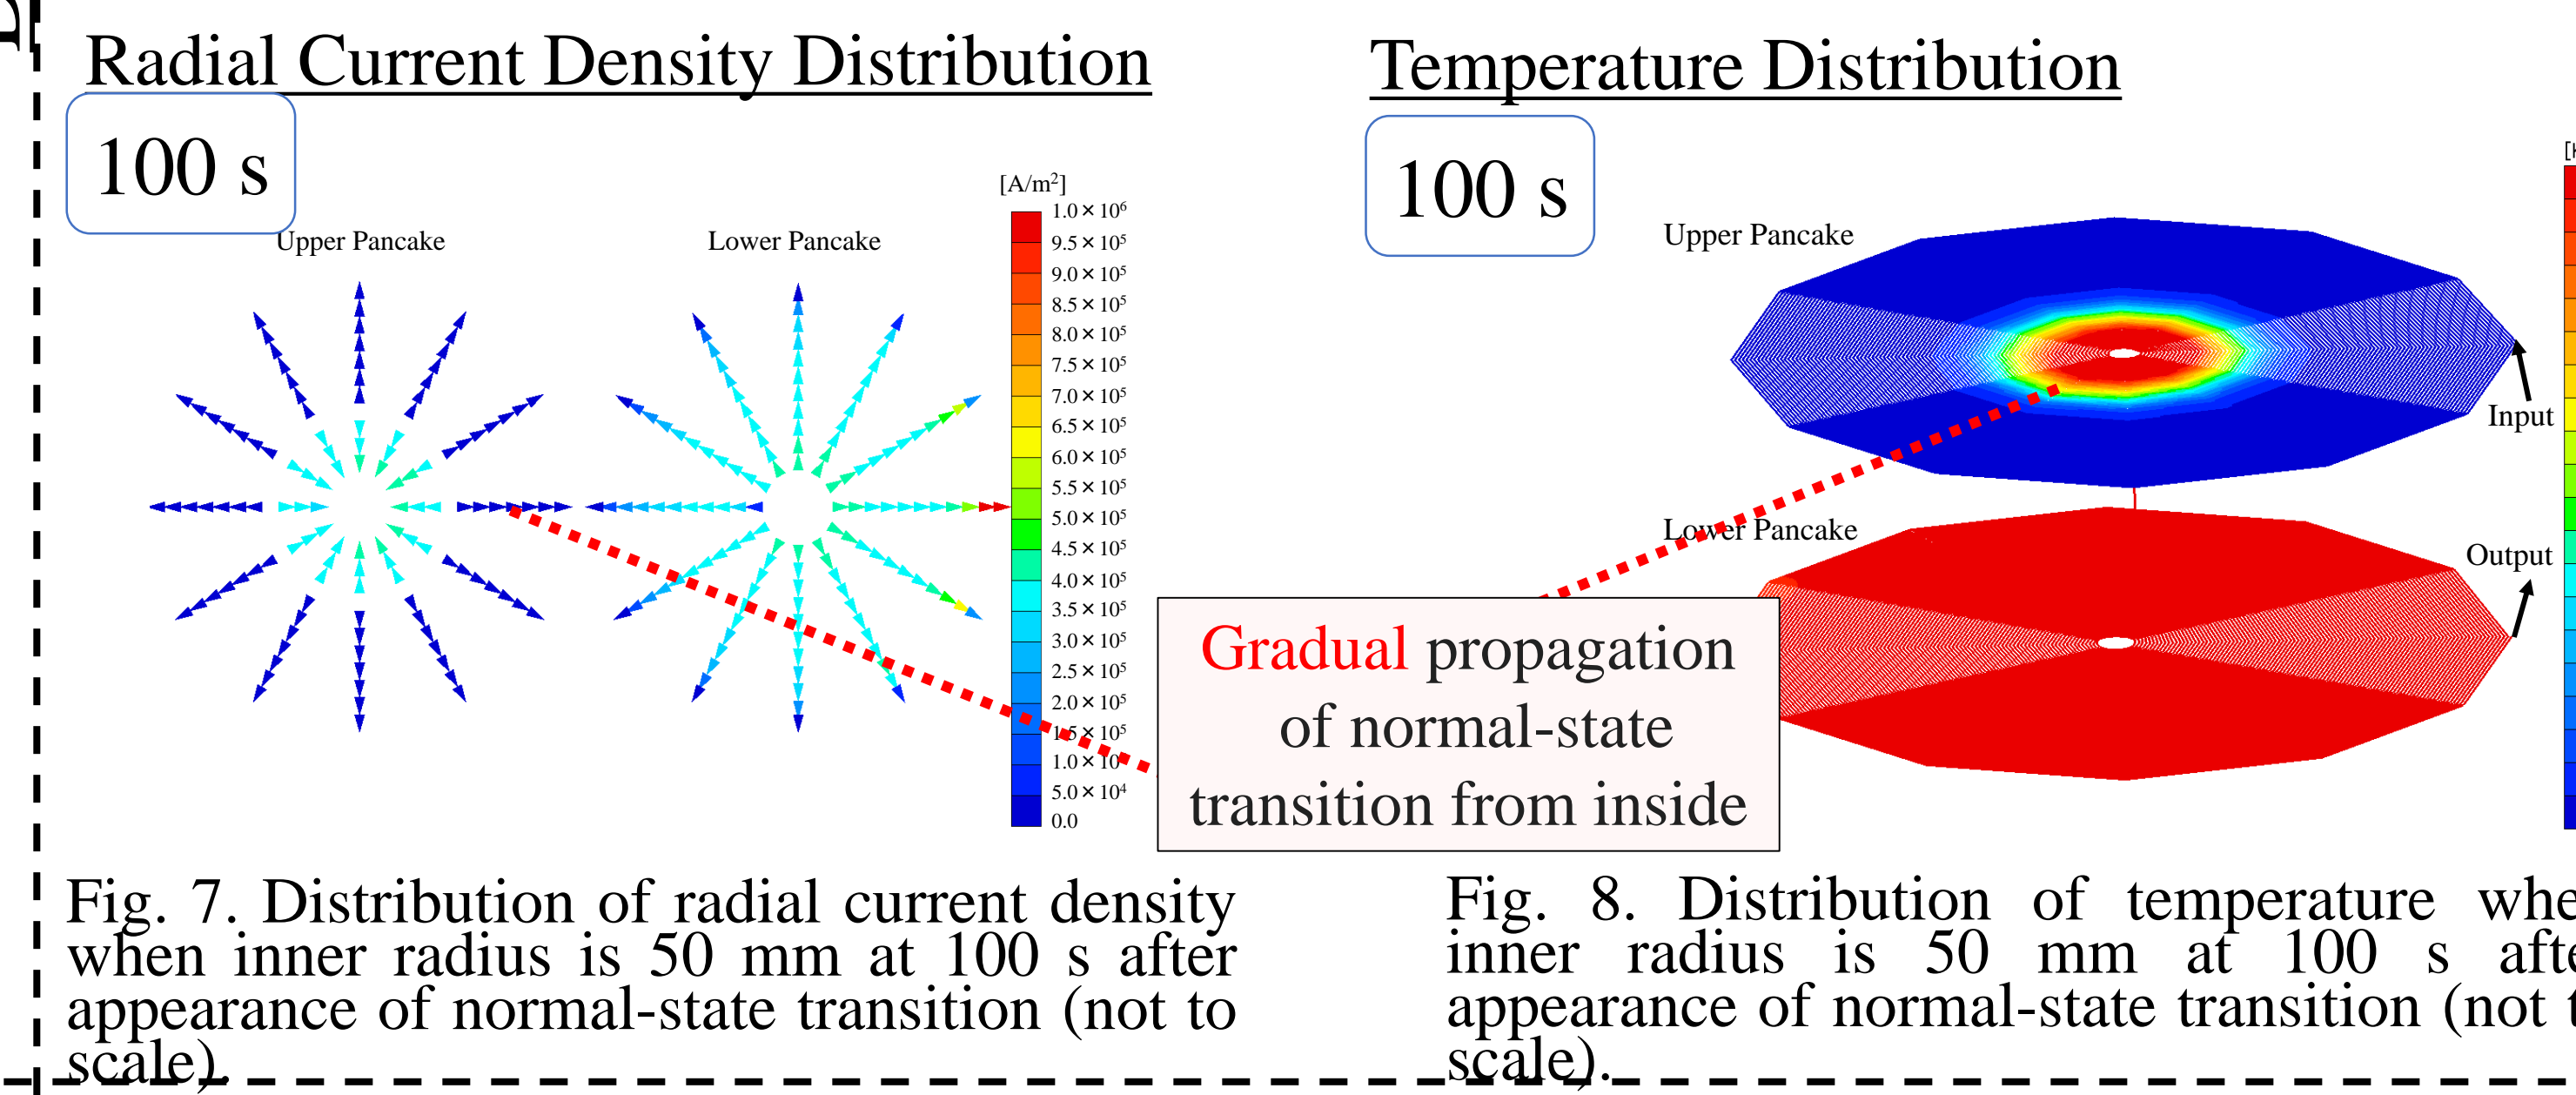 Radial Current Density Distribution
100 s
Upper Pancake
Lower Pancake
[A/m²]
1.0×10⁶
9.5×10⁵
9.0×10⁵
8.5×10⁵
8.0×10⁵
7.5×10⁵
7.0×10⁵
6.5×10⁵
6.0×10⁵
5.5×10⁵
5.0×10⁵
4.5×10⁵
4.0×10⁵
3.5×10⁵
3.0×10⁵
2.5×10⁵
2.0×10⁵
1.5×10⁵
1.0×10
5.0×10⁴
0.0
Fig. 7. Distribution of radial current density
when inner radius is 50 mm at 100 s after
appearance of normal-state transition (not to
scale).
Temperature Distribution
100 s
Upper Pancake
Input
Lower Pancake
Output
Gradual propagation
of normal-state
transition from inside
Fig. 8. Distribution of temperature whe
inner radius is 50 mm at 100 s afte
appearance of normal-state transition (not t
scale).